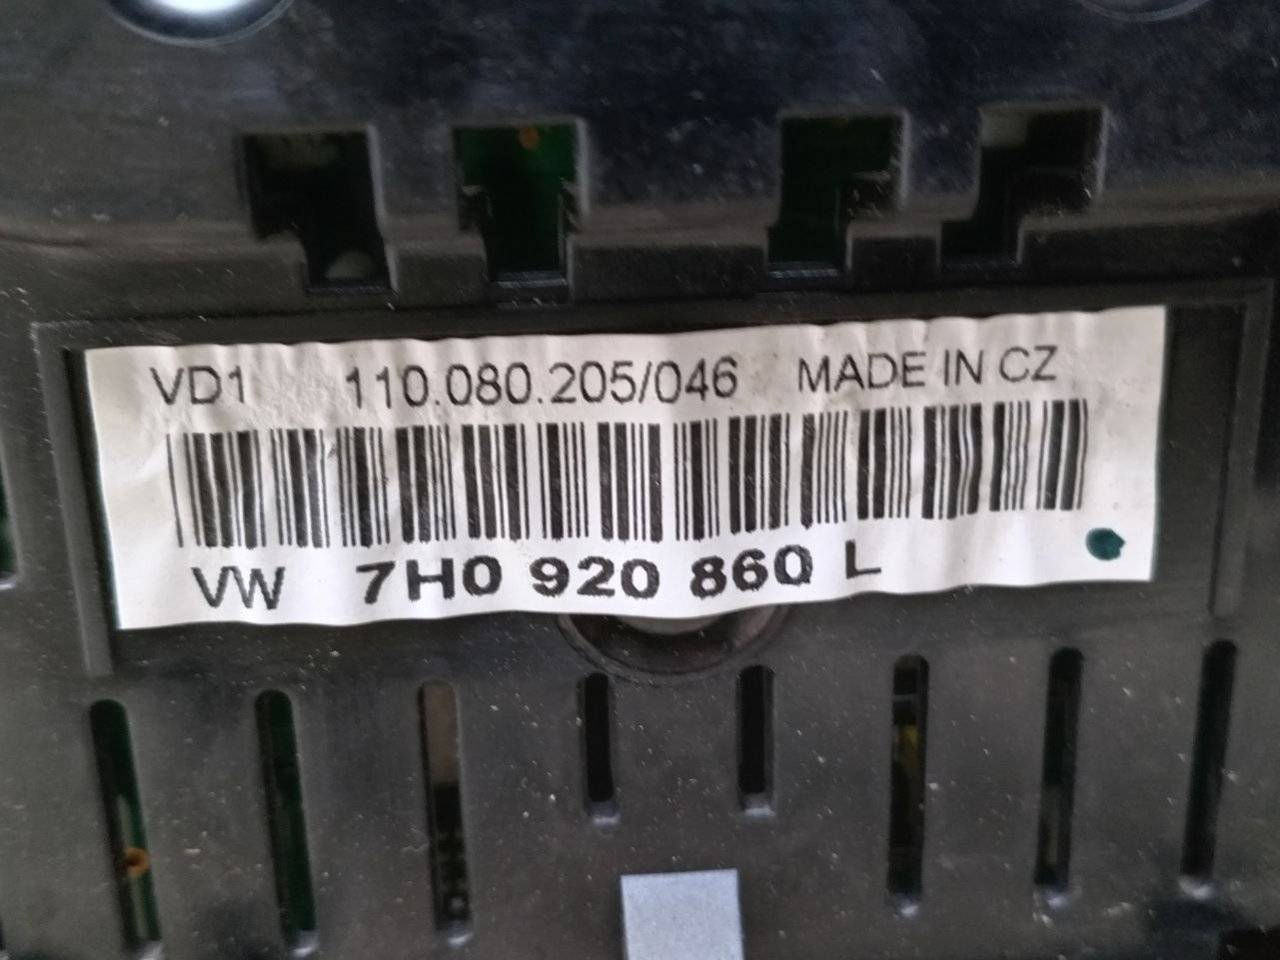 VD1 110.080.205/046 MADE IN CZ
VW 7H0 920 860 L